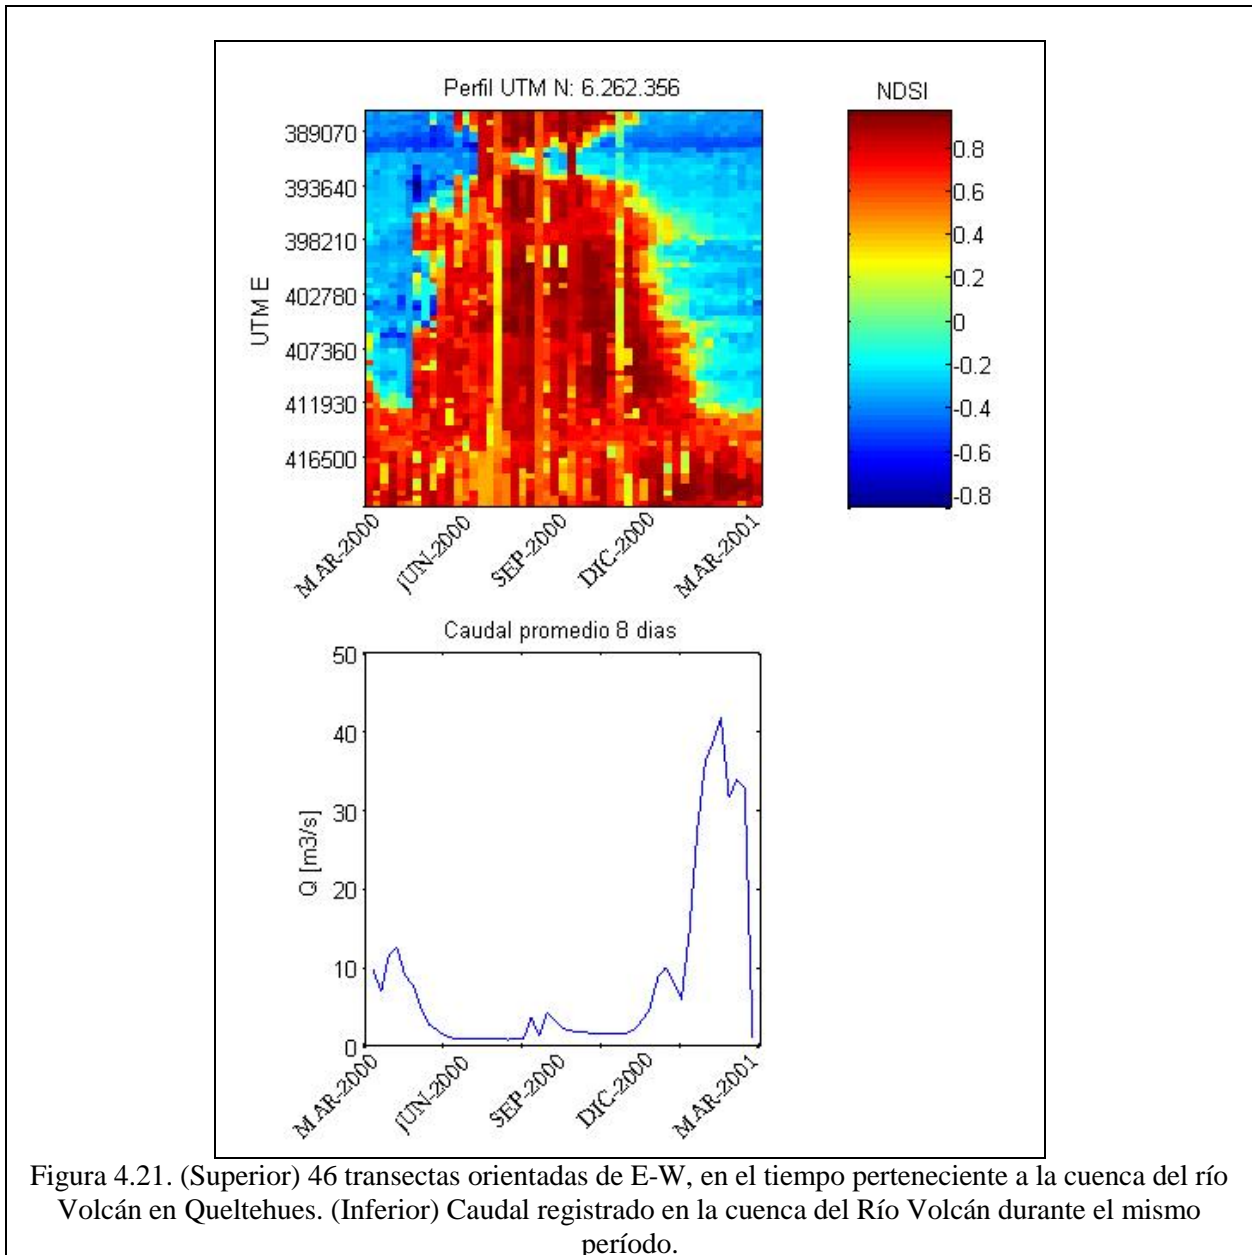 Perfil UTM N: 6.262.356
NDSI
UTM E
389070
393640
398210
402780
407360
411930
416500
MAR-2000
JUN-2000
SEP-2000
DIC-2000
MAR-2001
0.8
0.6
0.4
0.2
0
-0.2
-0.4
-0.6
-0.8
Caudal promedio 8 dias
Q [m3/s]
50
40
30
20
10
0
MAR-2000
JUN-2000
SEP-2000
DIC-2000
MAR-2001
Figura 4.21. (Superior) 46 transectas orientadas de E-W, en el tiempo perteneciente a la cuenca del río
Volcán en Queltehues. (Inferior) Caudal registrado en la cuenca del Río Volcán durante el mismo
período.